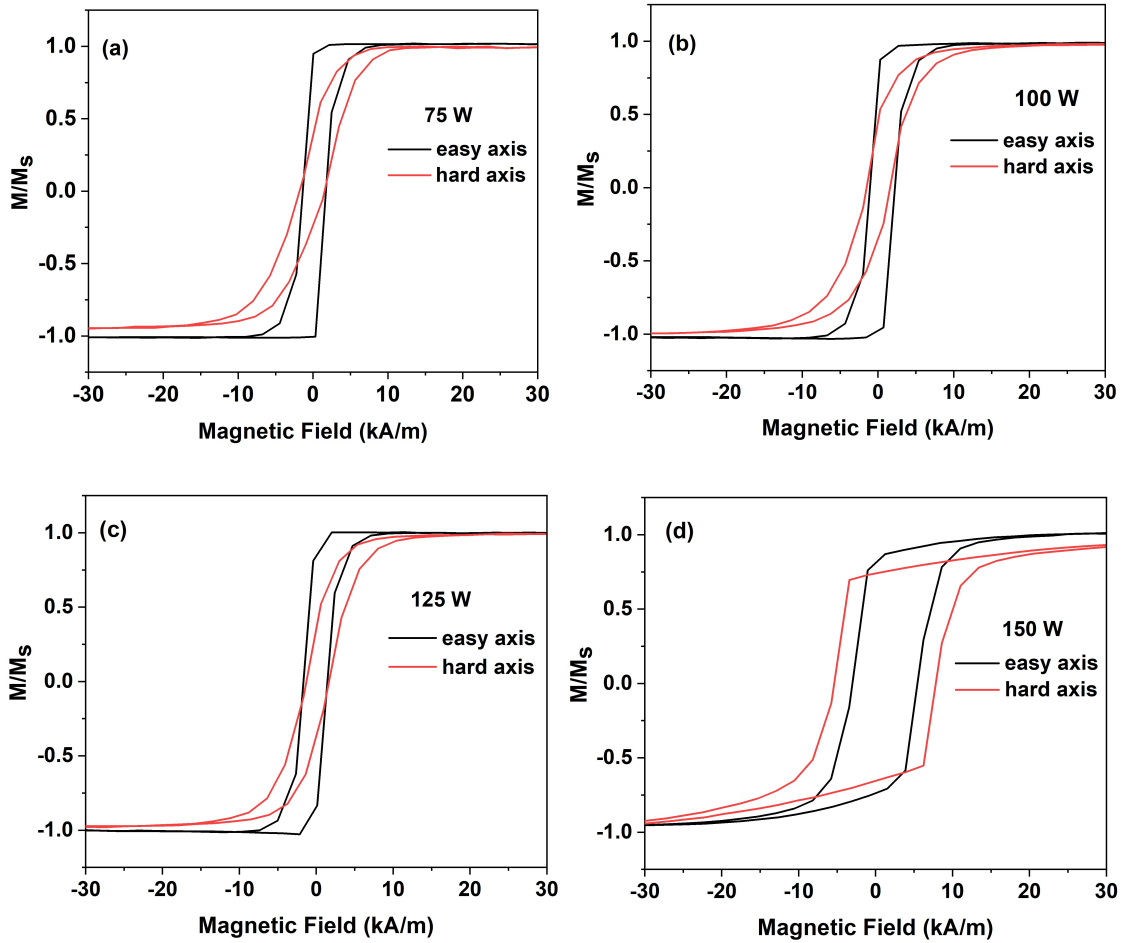 (a)
75 W
easy axis
hard axis
M/Ms
1.0
0.5
0.0
-0.5
-1.0
-30 -20 -10 0 10 20 30
Magnetic Field (kA/m)
(b)
100 W
easy axis
hard axis
M/Ms
1.0
0.5
0.0
-0.5
-1.0
-30 -20 -10 0 10 20 30
Magnetic Field (kA/m)
(c)
125 W
easy axis
hard axis
M/Ms
1.0
0.5
0.0
-0.5
-1.0
-30 -20 -10 0 10 20 30
Magnetic Field (kA/m)
(d)
150 W
easy axis
hard axis
M/Ms
1.0
0.5
0.0
-0.5
-1.0
-30 -20 -10 0 10 20 30
Magnetic Field (kA/m)